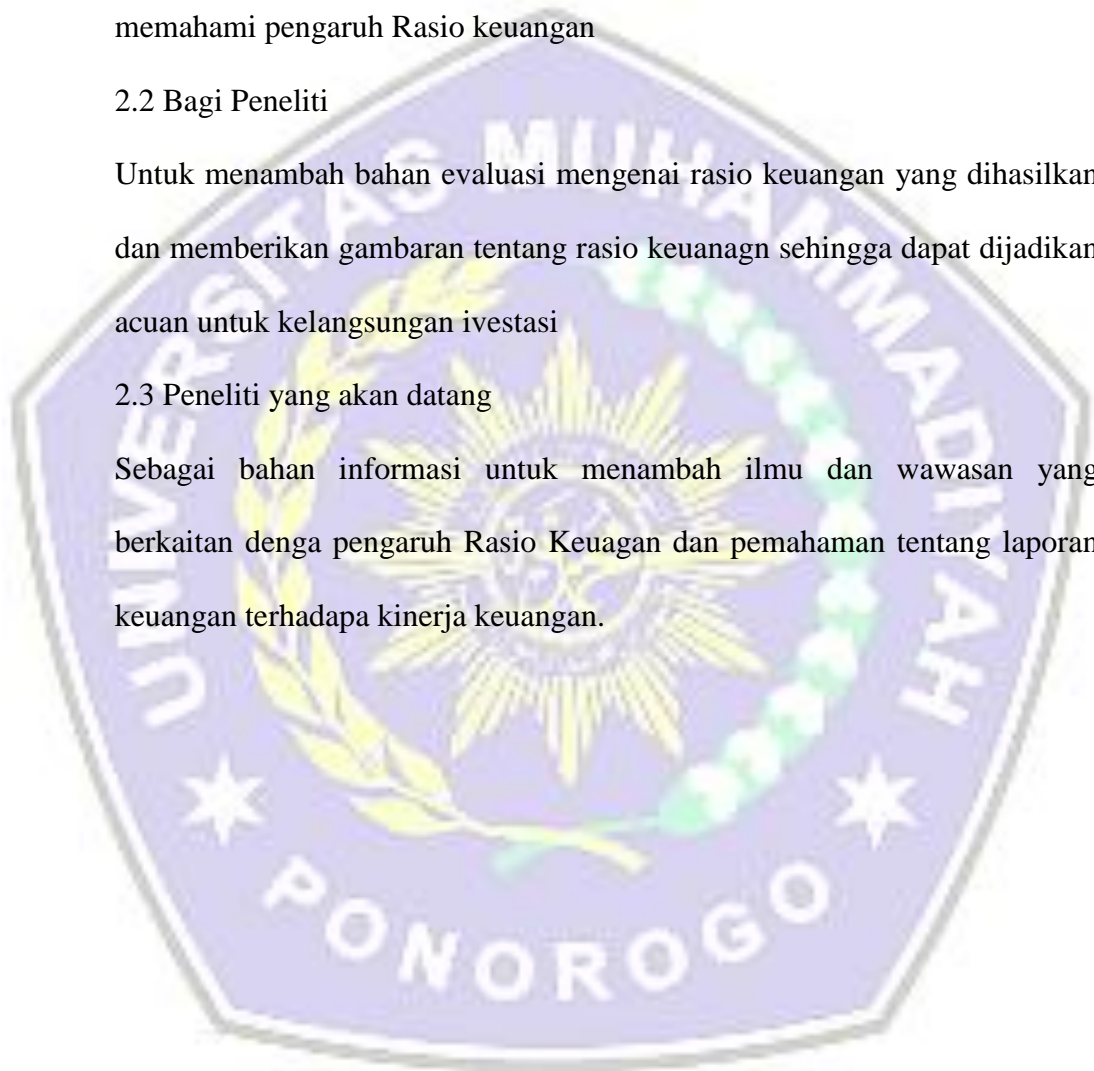 memahami pengaruh Rasio keuangan
2.2 Bagi Peneliti
Untuk menambah bahan evaluasi mengenai rasio keuangan yang dihasilkan
dan memberikan gambaran tentang rasio keuanagn sehingga dapat dijadikan
acuan untuk kelangsungan ivestasi
2.3 Peneliti yang akan datang
Sebagai bahan informasi untuk menambah ilmu dan wawasan yang
berkaitan denga pengaruh Rasio Keuagan dan pemahaman tentang laporan
keuangan terhadapa kinerja keuangan.
UNIVERSITAS MUHAMMADIYAH
PONOROGO